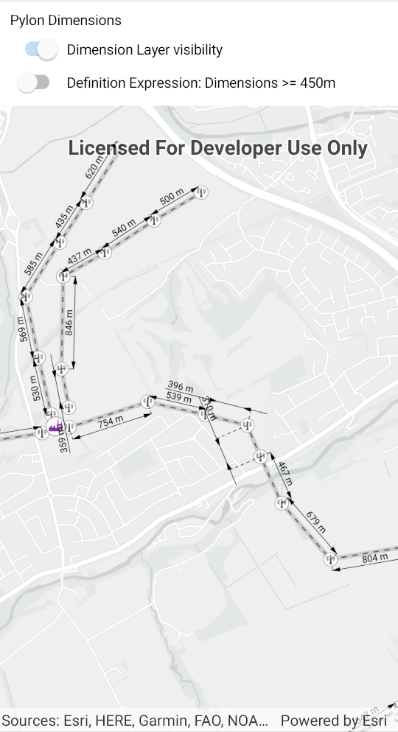 Pylon Dimensions
Dimension Layer visibility
Definition Expression: Dimensions >= 450m
Licensed For Developer Use Only
620 m
500 m
435 m
540 m
585 m
437 m
569 m
846 m
530 m
396 m
539 m
754 m
359 m
467 m
679 m
804 m
Sources: Esri, HERE, Garmin, FAO, NOA... Powered by Esri